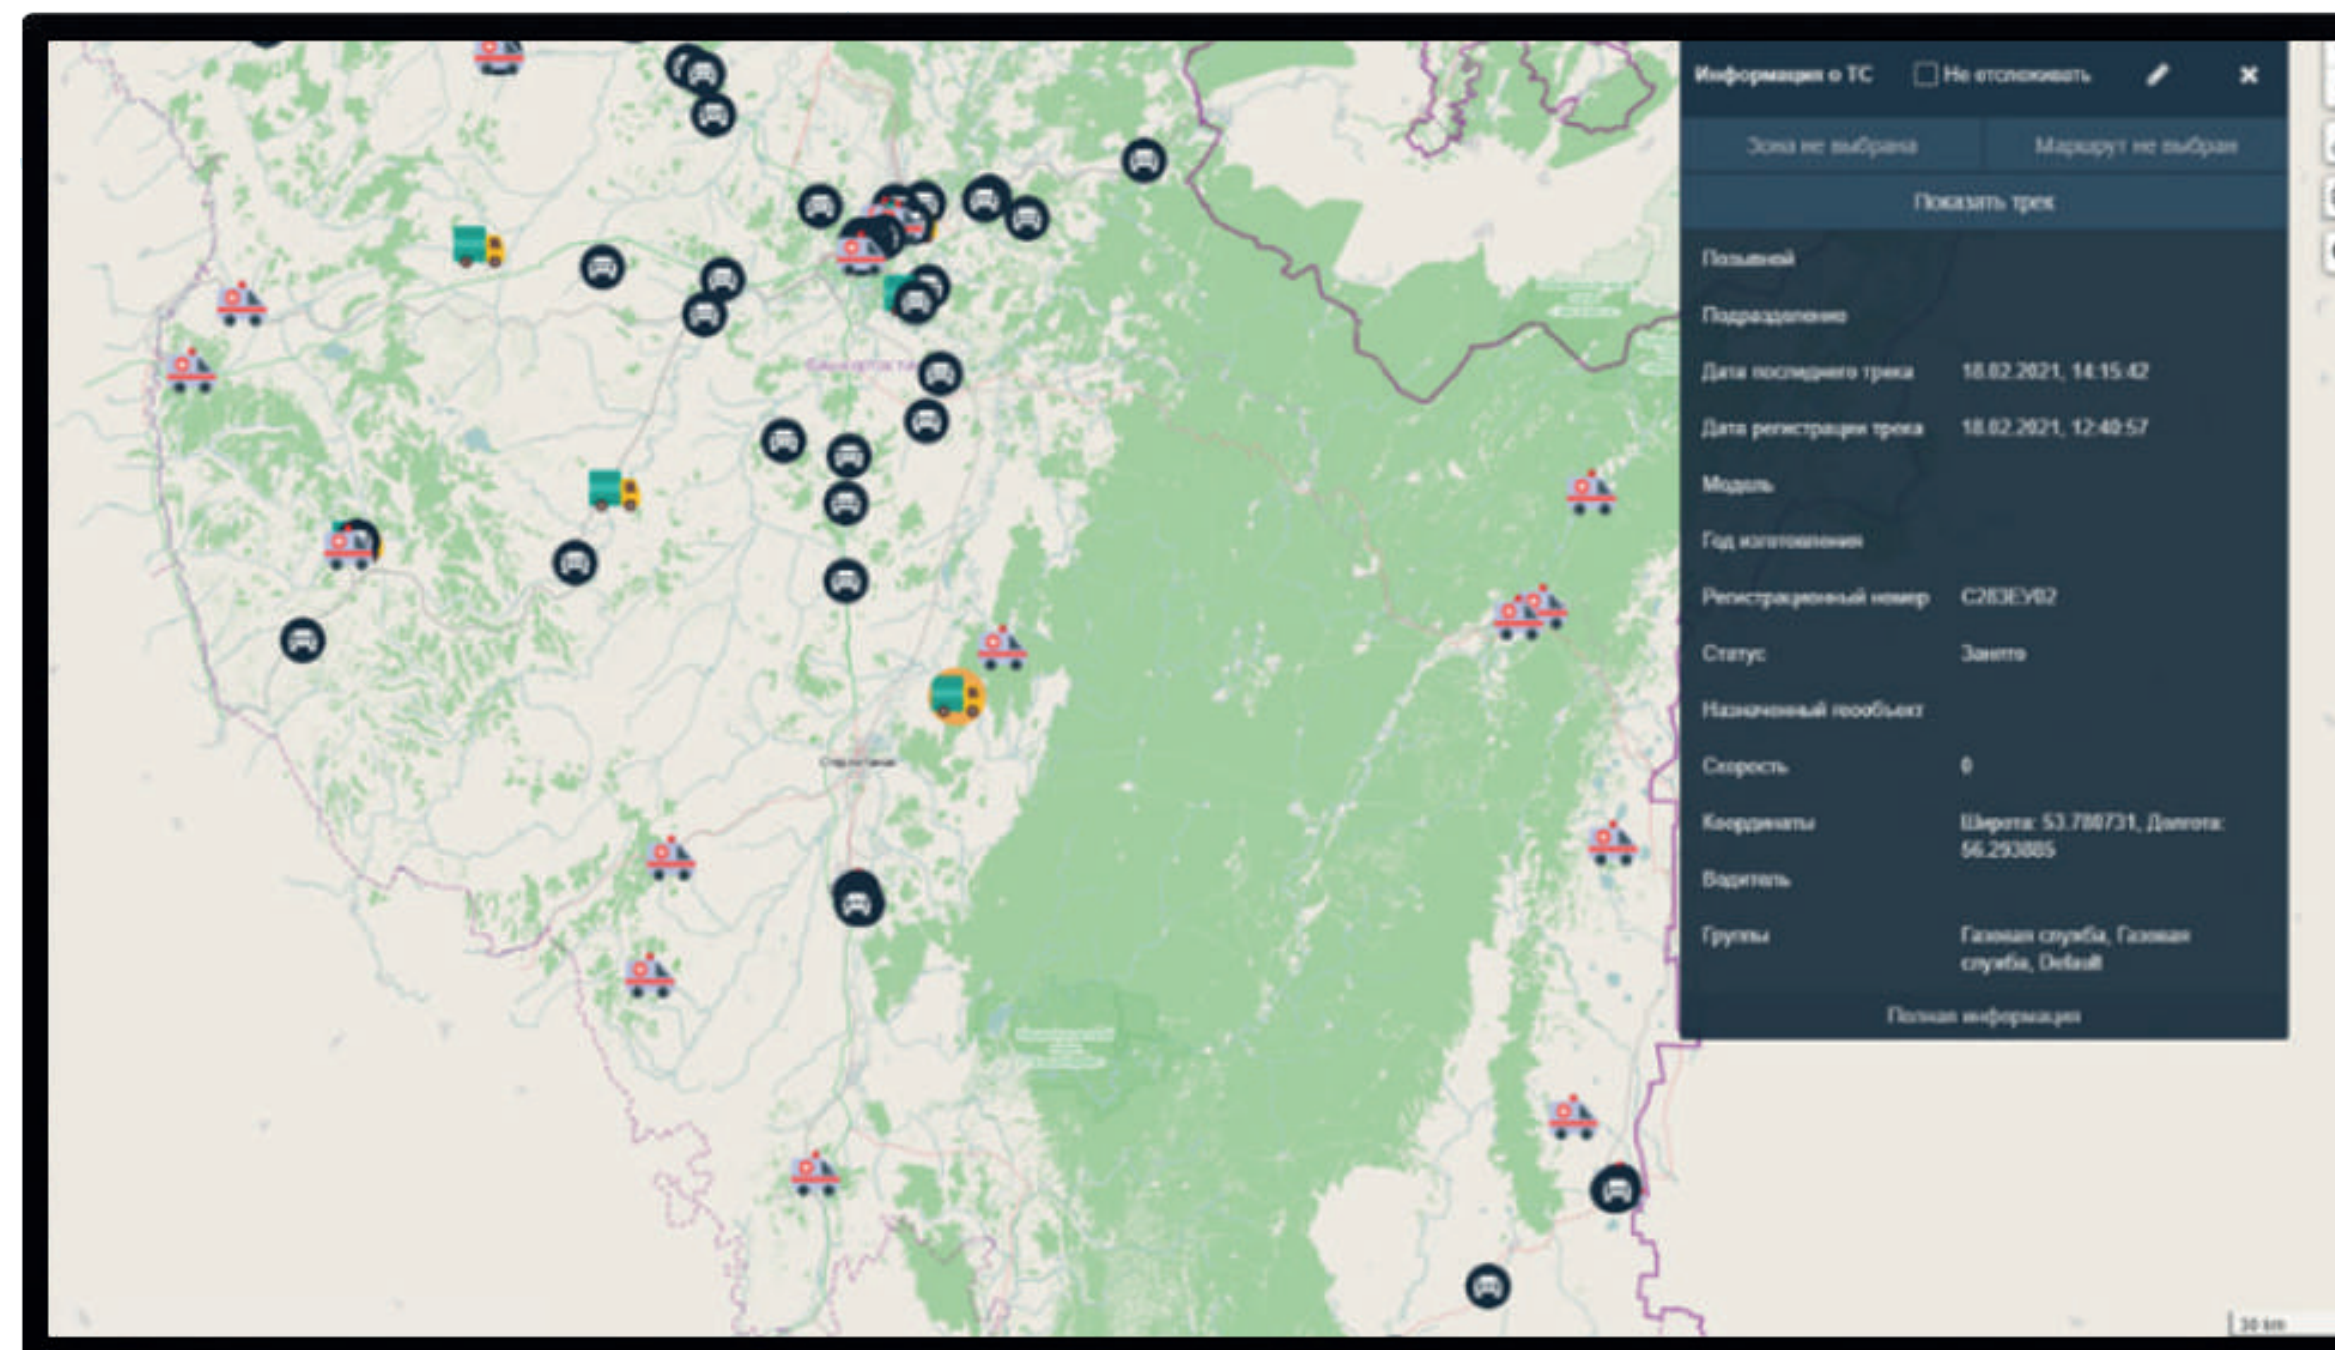 Информация о ТС
Не отслеживать
Зона не выбрана
Маршрут не выбран
Показать трек
Позывной
Подразделение
Дата последнего трека 18.02.2021, 14:15:42
Дата регистрации трека 18.02.2021, 12:40:57
Модель
Год изготовления
Регистрационный номер С283ЕУ02
Статус Занято
Назначенный геообъект
Скорость 0
Координаты Широта: 53.780731, Долгота:
56.293885
Водитель
Группы Газовая служба, Газовая
служба, Default
Полная информация
Стерлитамак
30 km